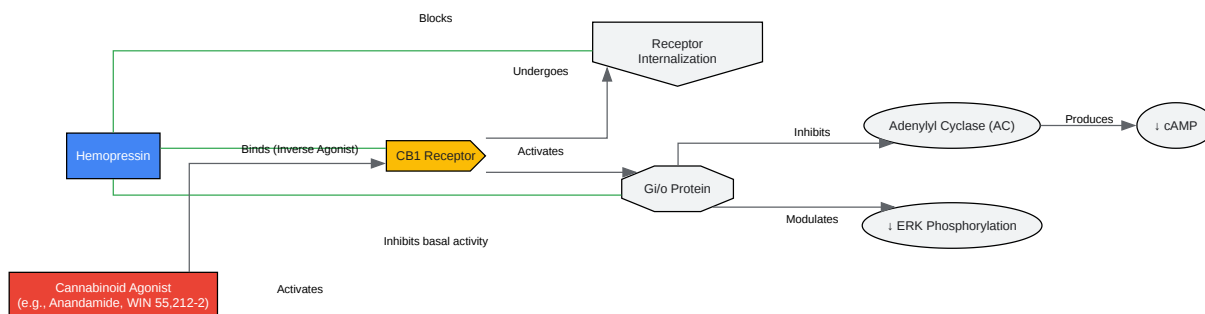 Blocks
Receptor
Internalization
Undergoes
Adenylyl Cyclase (AC)
Produces
↓ cAMP
Inhibits
Hemopressin
Binds (Inverse Agonist)
CB1 Receptor
Activates
Gi/o Protein
Modulates
↓ ERK Phosphorylation
Inhibits basal activity
Cannabinoid Agonist
(e.g., Anandamide, WIN 55,212-2)
Activates